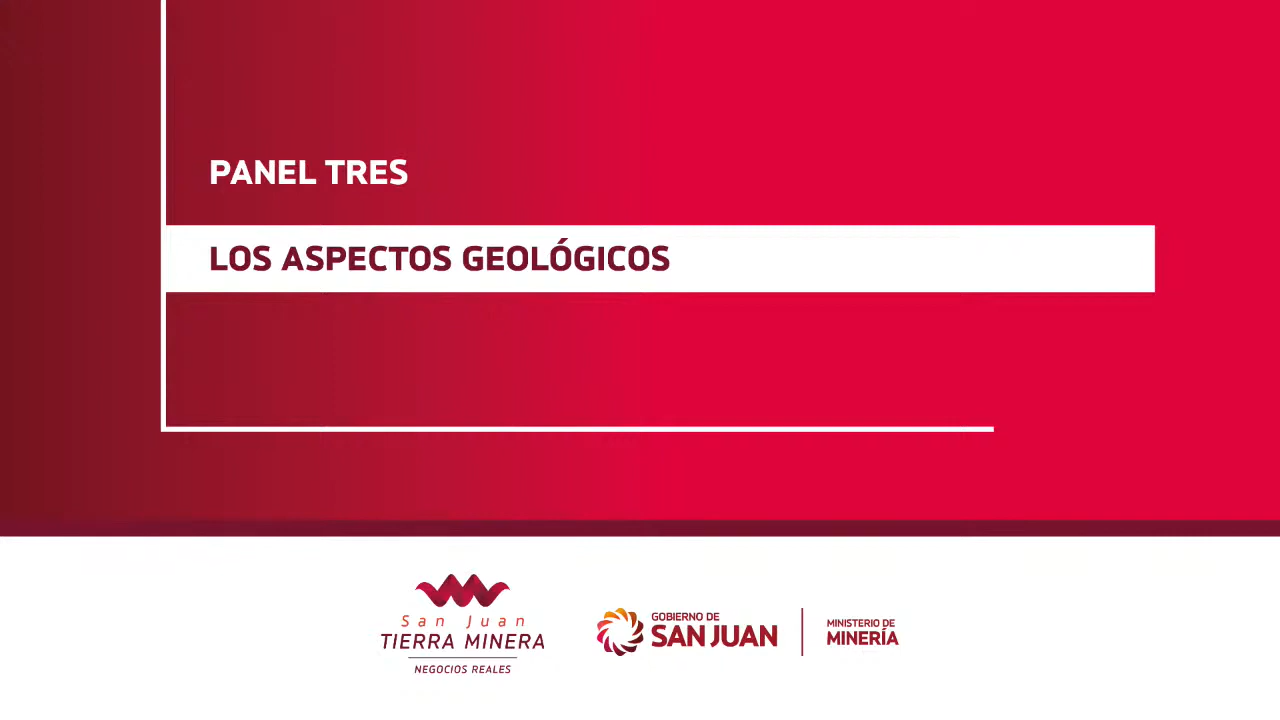 PANEL TRES
LOS ASPECTOS GEOLÓGICOS
San Juan
TIERRA MINERA
NEGOCIOS REALES
GOBIERNO DE
SAN JUAN
MINISTERIO DE
MINERÍA